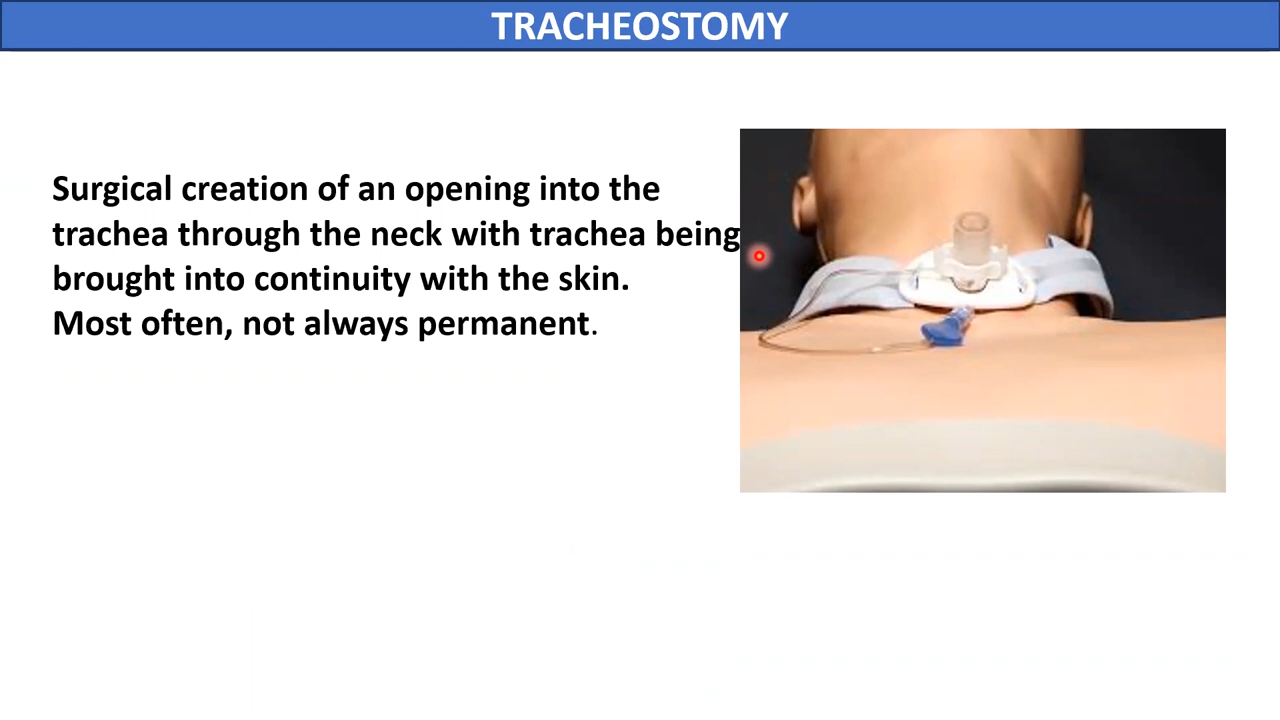 TRACHEOSTOMY
Surgical creation of an opening into the
trachea through the neck with trachea being
brought into continuity with the skin.
Most often, not always permanent.